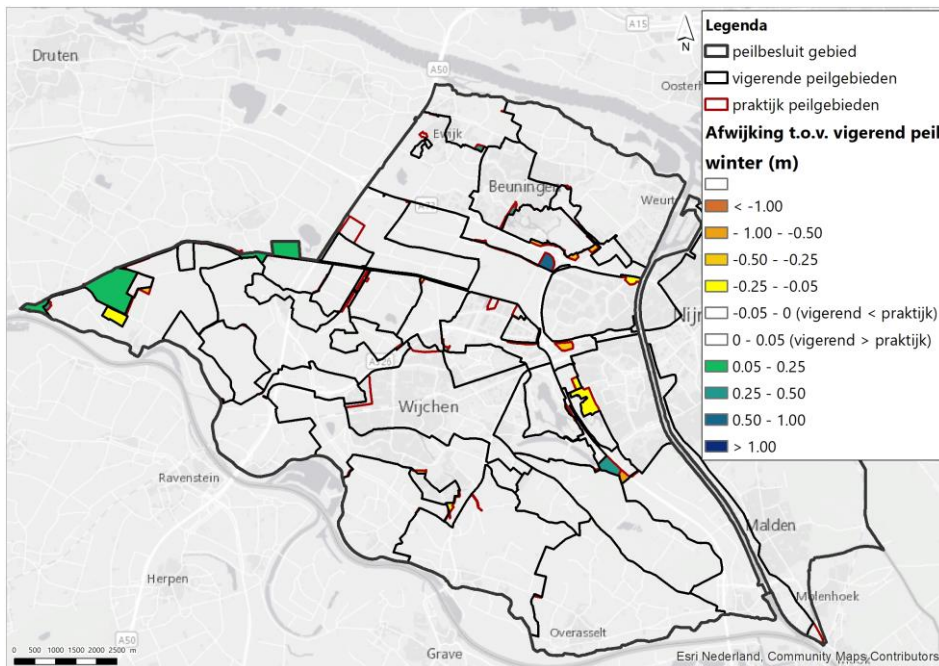 Druten
A50
A15
N
Oosterh
Ewijk
Beuningen
A73
Weurt
Nijm
A326
Wijchen
Ravenstein
Malden
Herpen
Molenhoek
A50
Overasselt
Grave
0 500 1000 1500 2000 2500 m
Legenda
peilbesluit gebied
vigerende peilgebieden
praktijk peilgebieden
Afwijking t.o.v. vigerend peil
winter (m)
< -1.00
- 1.00 - -0.50
-0.50 - -0.25
-0.25 - -0.05
-0.05 - 0 (vigerend < praktijk)
0 - 0.05 (vigerend > praktijk)
0.05 - 0.25
0.25 - 0.50
0.50 - 1.00
> 1.00
Esri Nederland, Community Maps Contributors